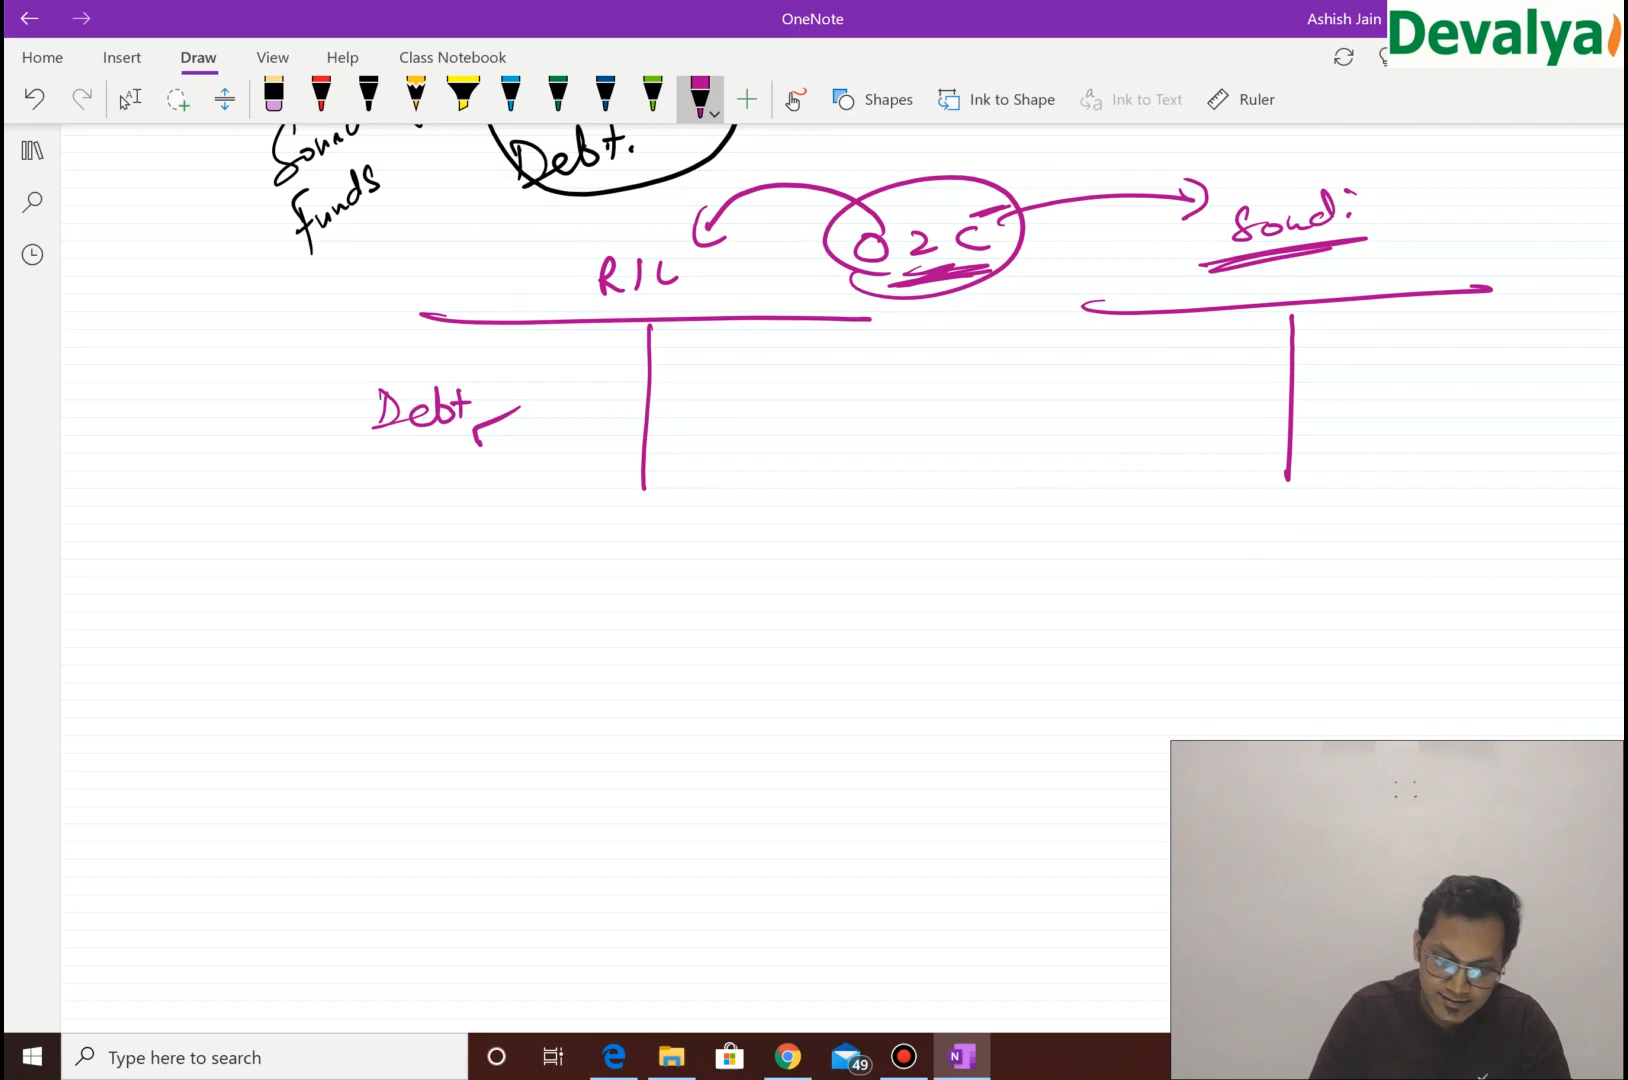 OneNote
Ashish Jain
Devalya
Home Insert Draw View Help Class Notebook
Shapes Ink to Shape Ink to Text Ruler
Debt.
Funds
O2C
Soudi
RIL
Debt
Type here to search
49